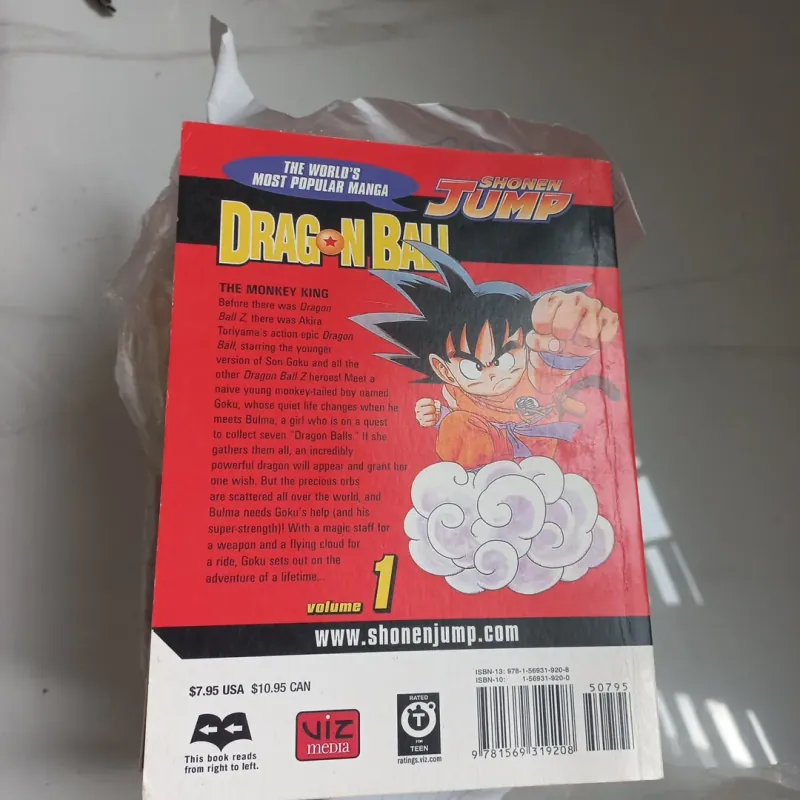 THE WORLD'S
MOST POPULAR MANGA
SHONEN
JUMP
DRAGON BALL
THE MONKEY KING
Before there was Dragon
Ball Z, there was Akira
Toriyama's action epic Dragon
Ball, starring the younger
version of Son Goku and all the
other Dragon Ball Z heroes! Meet a
naive young monkey-tailed boy named
Goku, whose quiet life changes when he
meets Bulma, a girl who is on a quest
to collect seven "Dragon Balls." If she
gathers them all, an incredibly
powerful dragon will appear and grant her
one wish. But the precious orbs
are scattered all over the world, and
Bulma needs Goku's help (and his
super-strength)! With a magic staff for
a weapon and a flying cloud for
a ride, Goku sets out on the
adventure of a lifetime...
volume 1
www.shonenjump.com
ISBN-13: 978-1-56931-920-8
ISBN-10: 1-56931-920-0
$7.95 USA $10.95 CAN
50795
This book reads
from right to left.
VIZ
MEDIA
RATED
T
FOR
TEEN
ratings.viz.com
9 781569 319208